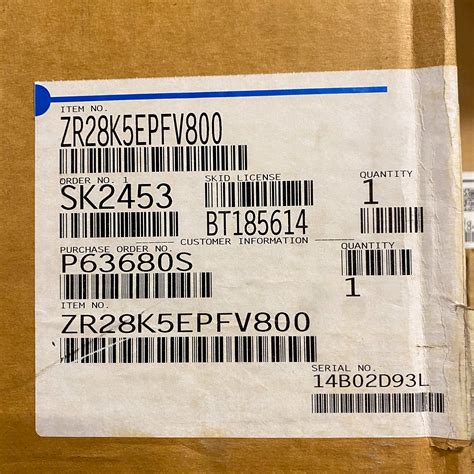 ITEM NO.
ZR28K5EPFV800
ORDER NO. 1 SKID LICENSE QUANTITY
SK2453 BT185614 1
CUSTOMER INFORMATION
PURCHASE ORDER NO. QUANTITY
P63680S 1
ITEM NO.
ZR28K5EPFV800
SERIAL NO.
14B02D93L